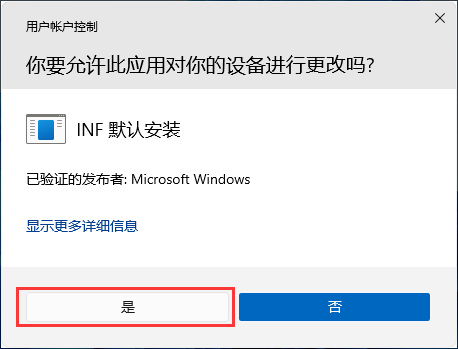 用户帐户控制
你要允许此应用对你的设备进行更改吗?
INF 默认安装
已验证的发布者: Microsoft Windows
显示更多详细信息
是
否